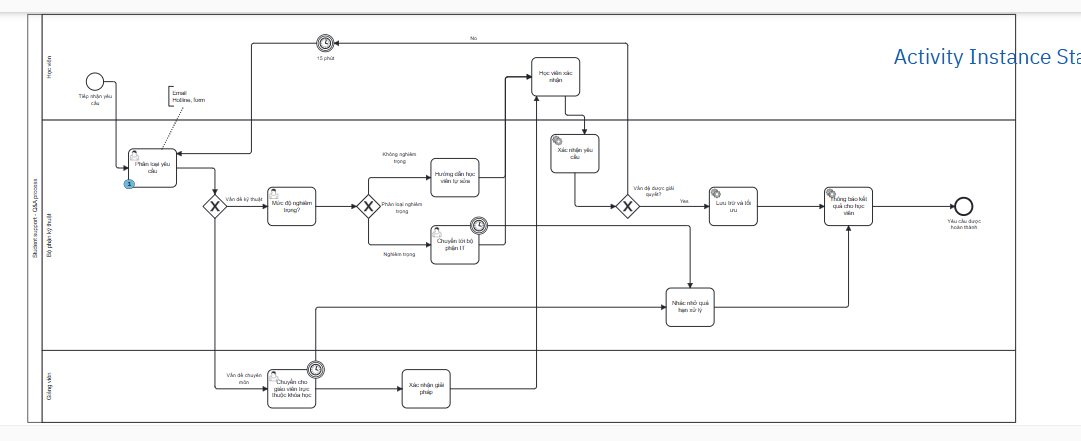 No
Activity Instance Sta
15 phút
Học viên
Học viên xác
nhận
Tiếp nhận yêu
cầu
Email
Hotline, form
Phân loại yêu
cầu
1
Xác nhận yêu
cầu
Không nghiêm
trọng
Hướng dẫn học
viên tự sửa
Vấn đề kỹ thuật
Mức độ nghiêm
trọng?
Phân loại nghiêm
trọng
Vấn đề được giải
quyết?
Yes
Lưu trữ và tối
ưu
Thông báo kết
quả cho học
viên
Yêu cầu được
hoàn thành
Student support - Q&A process
Bộ phận kỹ thuật
Chuyển tới bộ
phận IT
Nghiêm trọng
Nhắc nhở quá
hạn xử lý
Giảng viên
Vấn đề chuyên
môn
Chuyển cho
giáo viên trực
thuộc khóa học
Xác nhận giải
pháp